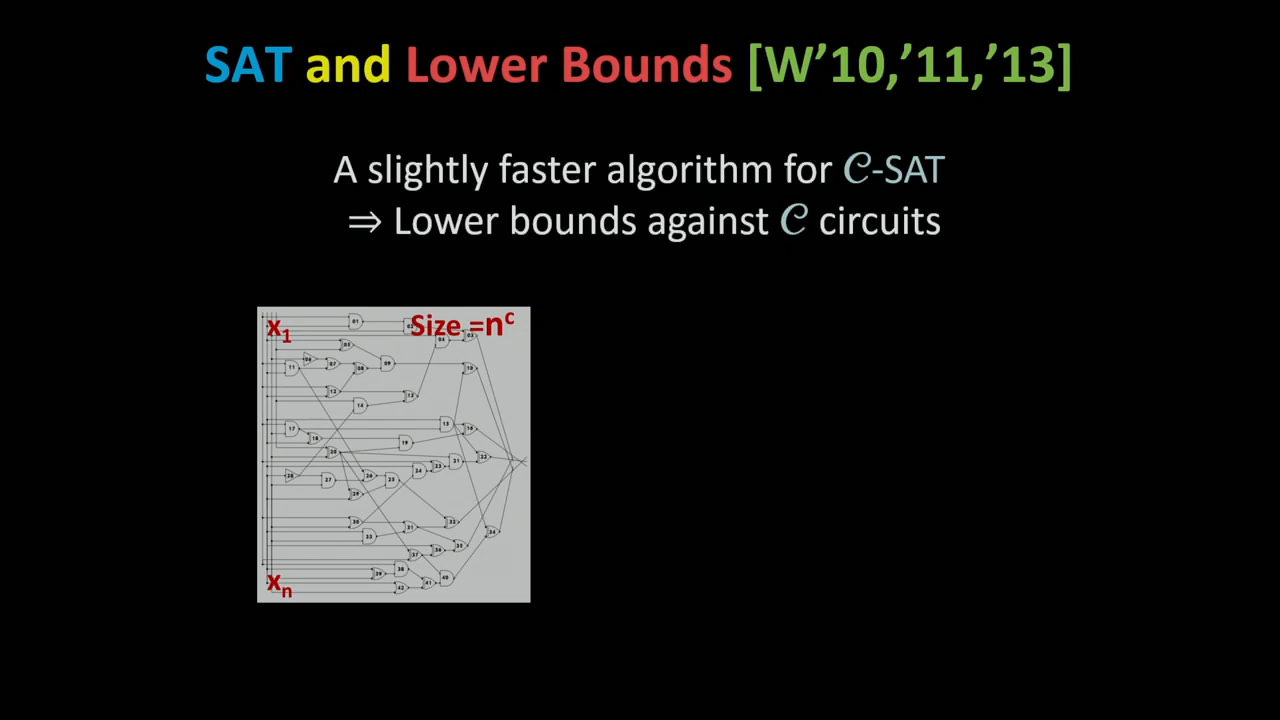 SAT and Lower Bounds [W’10,’11,’13]
A slightly faster algorithm for 𝒞-SAT
⇒ Lower bounds against 𝒞 circuits
x1
Size =n^c
xn